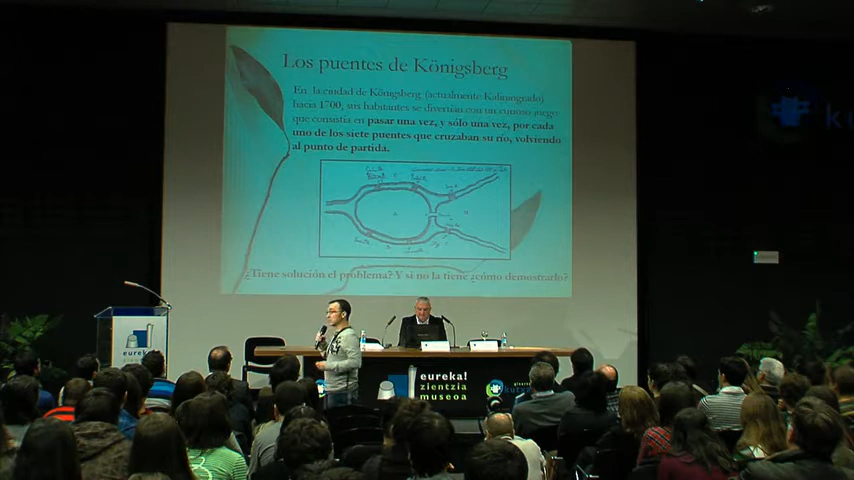 Los puentes de Königsberg
En la ciudad de Königsberg (actualmente Kaliningrado)
hacia 1700, sus habitantes se divertían con un curioso juego
que consistía en pasar una vez, y sólo una vez, por cada
uno de los siete puentes que cruzaban su río, volviendo
al punto de partida.
¿Tiene solución el problema? Y si no la tiene ¿cómo demostrarlo?
eureka!
eureka!
zientzia
museoa
kutxa